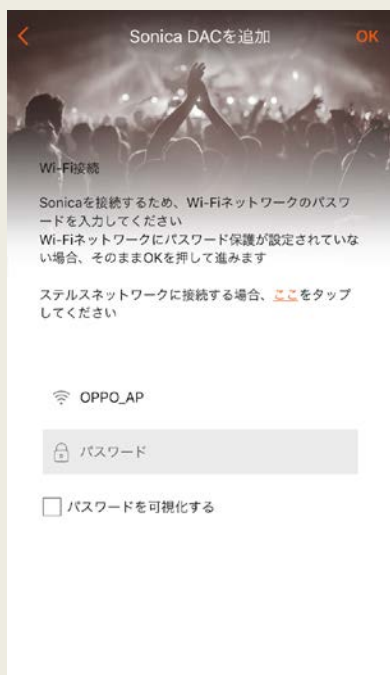 Sonica DACを追加
OK
Wi-Fi接続
Sonicaを接続するため、Wi-Fiネットワークのパスワ
ードを入力してください
Wi-Fiネットワークにパスワード保護が設定されていな
い場合、そのままOKを押して進みます
ステルスネットワークに接続する場合、ここをタップ
してください
OPPO_AP
パスワード
パスワードを可視化する